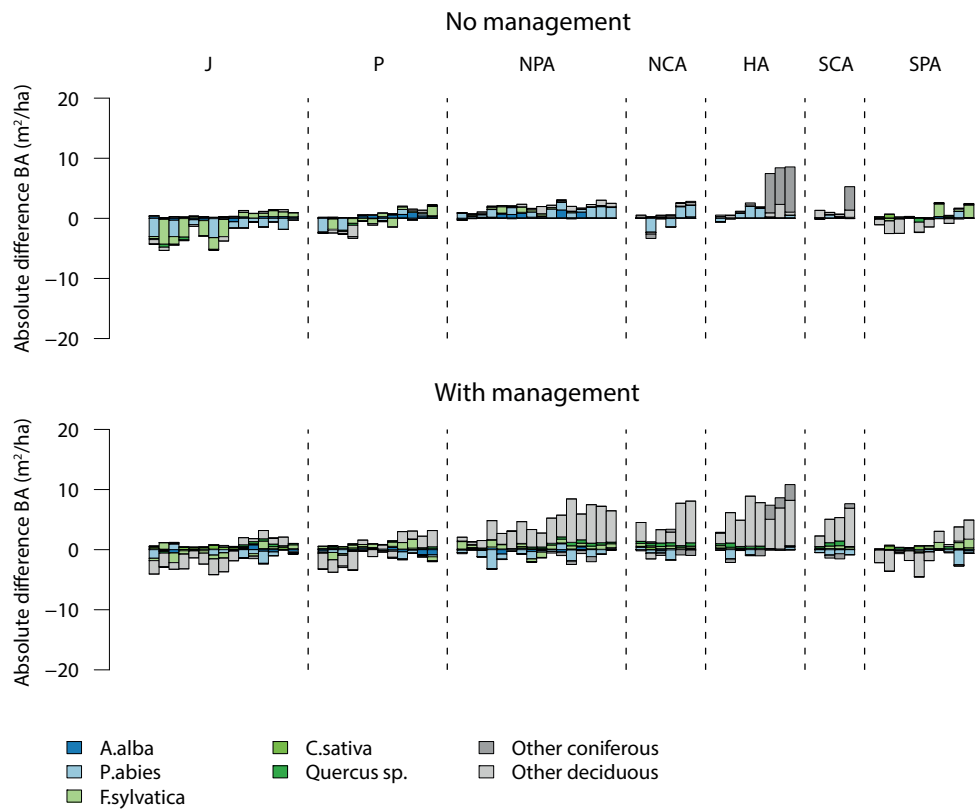 No management
J P NPA NCA HA SCA SPA
Absolute difference BA (m²/ha)
20
10
0
−10
−20
With management
Absolute difference BA (m²/ha)
20
10
0
−10
−20
A.alba C.sativa Other coniferous
P.abies Quercus sp. Other deciduous
F.sylvatica